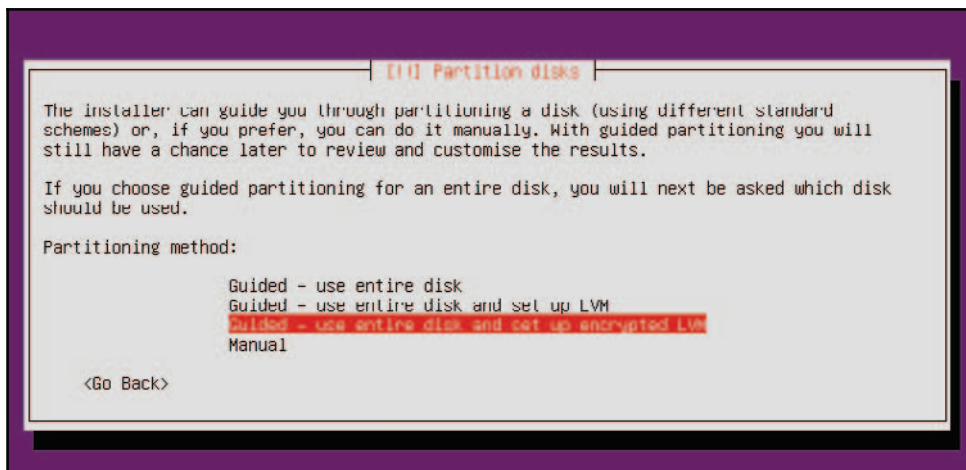 [!!] Partition disks
The installer can guide you through partitioning a disk (using different standard
schemes) or, if you prefer, you can do it manually. With guided partitioning you will
still have a chance later to review and customise the results.
If you choose guided partitioning for an entire disk, you will next be asked which disk
should be used.
Partitioning method:
Guided - use entire disk
Guided - use entire disk and set up LVM
Guided - use entire disk and set up encrypted LVM
Manual
<Go Back>